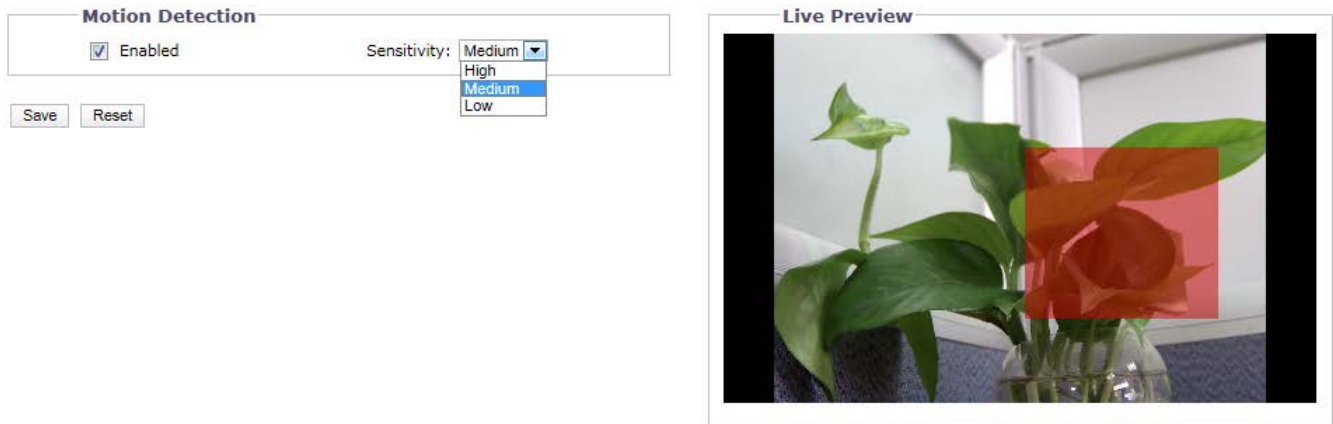 Motion Detection
Enabled
Sensitivity: Medium
High
Medium
Low
Save Reset
Live Preview